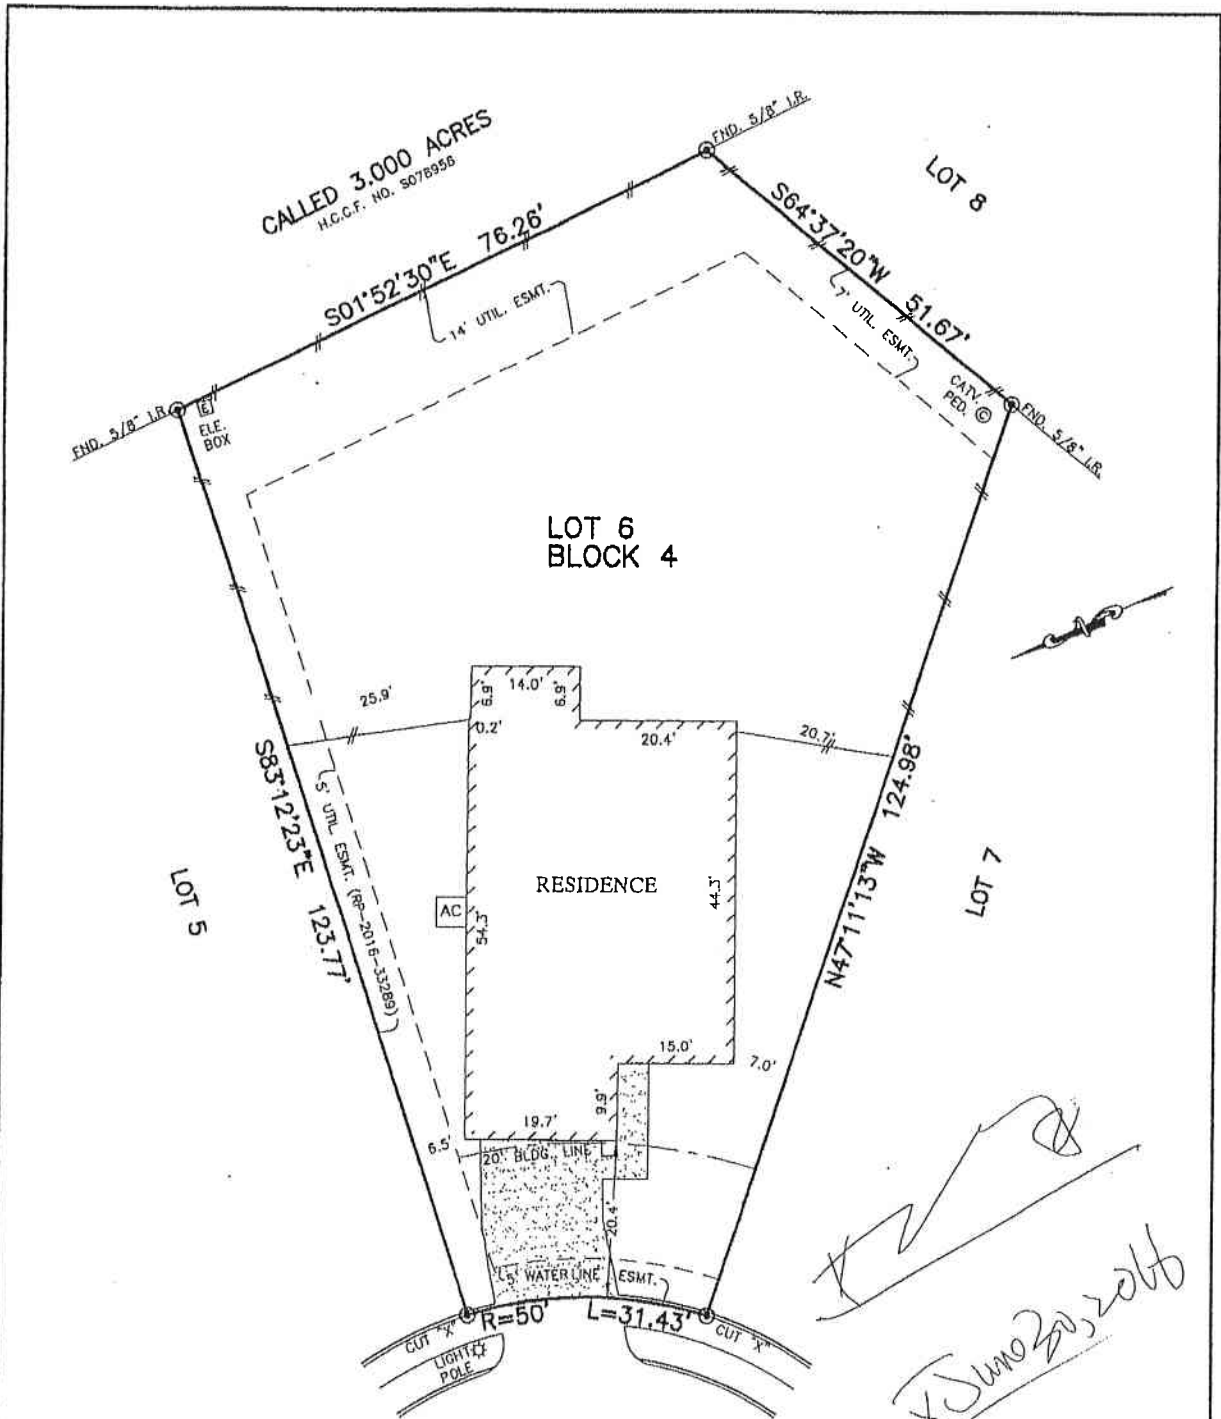 CALLED 3.000 ACRES
H.C.C.F. NO. S078958
FND. 5/8" I.R.
LOT 8
S01°52'30"E 76.26'
S64°37'20"W 51.67'
14' UTIL. ESMT.
7' UTIL. ESMT.
CATV.
PED. ©
FND. 5/8" I.R.
FND. 5/8" I.R.
E
ELE.
BOX
LOT 6
BLOCK 4
N
25.9'
6.9'
14.0'
6.9'
0.2'
20.4'
20.7'
S83°12'23"E 123.77'
5' UTIL. ESMT. (RP-2016-33289)
N47°11'13"W 124.98'
LOT 5
LOT 7
RESIDENCE
AC
54.3'
44.3'
15.0'
7.0'
9.9'
19.7'
6.5'
20' BLDG. LINE
20.4'
5' WATERLINE ESMT.
R=50' L=31.43'
CUT "X"
CUT "X"
LIGHT
POLE
X
X June 30, 2016